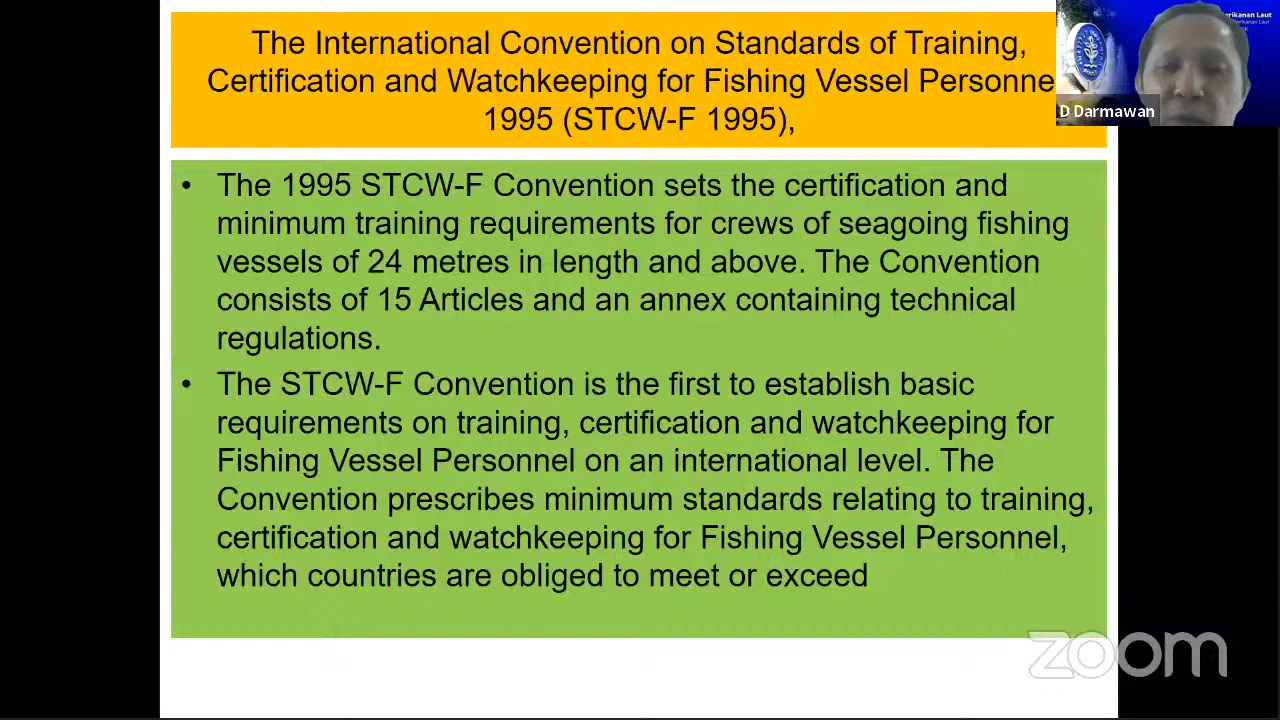 The International Convention on Standards of Training,
Certification and Watchkeeping for Fishing Vessel Personne
1995 (STCW-F 1995),
erikanan Laut
D Darmawan
• The 1995 STCW-F Convention sets the certification and
minimum training requirements for crews of seagoing fishing
vessels of 24 metres in length and above. The Convention
consists of 15 Articles and an annex containing technical
regulations.
• The STCW-F Convention is the first to establish basic
requirements on training, certification and watchkeeping for
Fishing Vessel Personnel on an international level. The
Convention prescribes minimum standards relating to training,
certification and watchkeeping for Fishing Vessel Personnel,
which countries are obliged to meet or exceed
zoom